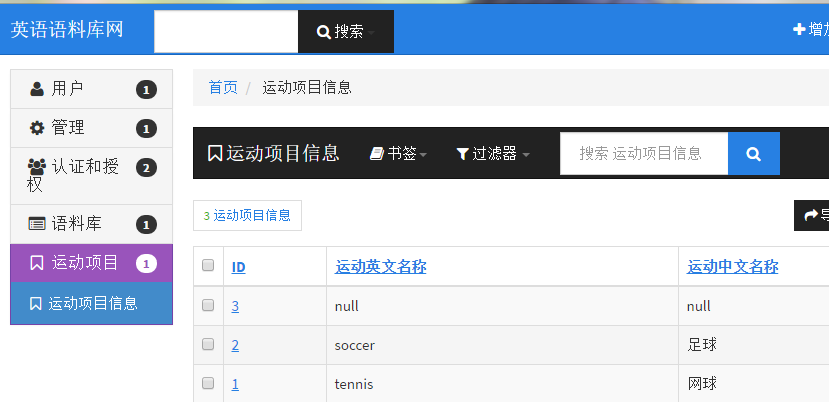 英语语料库网
搜索
增加
用户 1
管理 1
认证和授权 2
语料库 1
运动项目 1
运动项目信息
首页 / 运动项目信息
运动项目信息 书签 过滤器 搜索 运动项目信息
3 运动项目信息
ID 运动英文名称 运动中文名称
3 null null
2 soccer 足球
1 tennis 网球